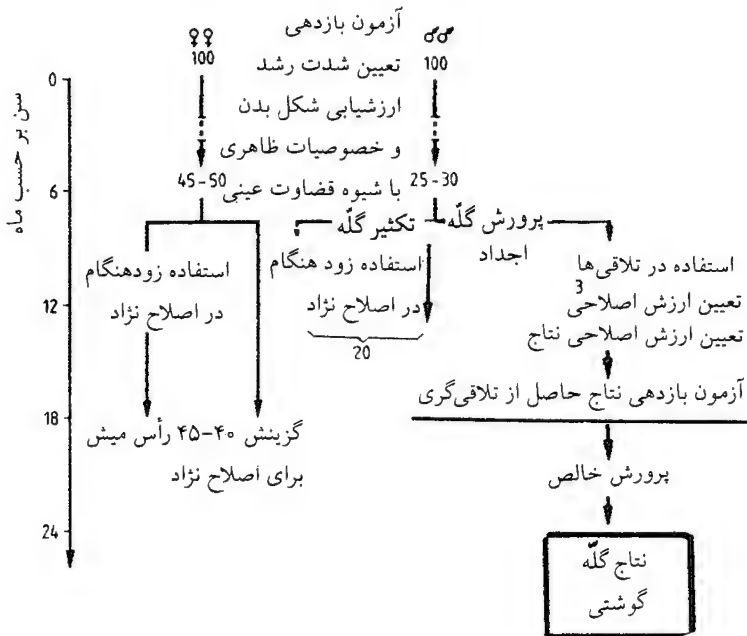 آزمون بازدهی
♂♂
♀♀
تعیین شدت رشد
100
100
ارزشیابی شکل بدن
و خصوصیات ظاهری
با شیوه قضاوت عینی
25-30
45-50
سن بر حسب ماه
0
6
12
18
24
پرورش گلّه
اجداد
تکثیر گلّه
استفاده زود هنگام
در اصلاح نژاد
20
استفاده زودهنگام
در اصلاح نژاد
گزینش ۴۰-۴۵ رأس میش
برای اصلاح نژاد
استفاده در تلاقی‌ها
تعیین ارزش اصلاحی 3
تعیین ارزش اصلاحی نتاج
آزمون بازدهی نتاج حاصل از تلاقی‌گری
پرورش خالص
نتاج گلّه
گوشتی